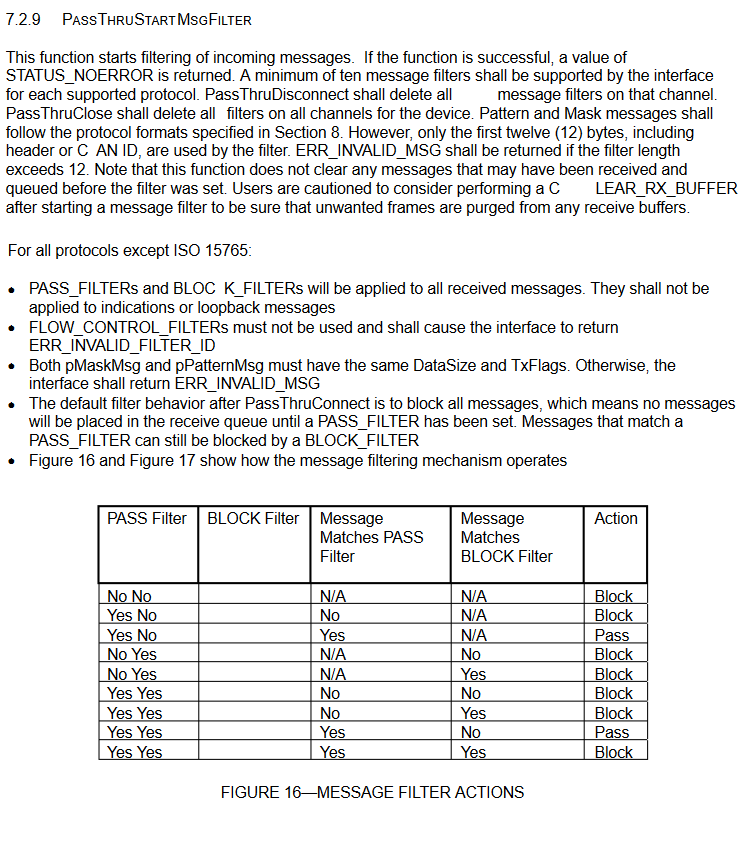 7.2.9 PASSTHRUSTARTMSGFILTER
This function starts filtering of incoming messages. If the function is successful, a value of
STATUS_NOERROR is returned. A minimum of ten message filters shall be supported by the interface
for each supported protocol. PassThruDisconnect shall delete all message filters on that channel.
PassThruClose shall delete all filters on all channels for the device. Pattern and Mask messages shall
follow the protocol formats specified in Section 8. However, only the first twelve (12) bytes, including
header or C AN ID, are used by the filter. ERR_INVALID_MSG shall be returned if the filter length
exceeds 12. Note that this function does not clear any messages that may have been received and
queued before the filter was set. Users are cautioned to consider performing a C LEAR_RX_BUFFER
after starting a message filter to be sure that unwanted frames are purged from any receive buffers.
For all protocols except ISO 15765:
• PASS_FILTERs and BLOC K_FILTERs will be applied to all received messages. They shall not be
applied to indications or loopback messages
• FLOW_CONTROL_FILTERs must not be used and shall cause the interface to return
ERR_INVALID_FILTER_ID
• Both pMaskMsg and pPatternMsg must have the same DataSize and TxFlags. Otherwise, the
interface shall return ERR_INVALID_MSG
• The default filter behavior after PassThruConnect is to block all messages, which means no messages
will be placed in the receive queue until a PASS_FILTER has been set. Messages that match a
PASS_FILTER can still be blocked by a BLOCK_FILTER
• Figure 16 and Figure 17 show how the message filtering mechanism operates
PASS Filter BLOCK Filter Message Message Action
Matches PASS Matches
Filter BLOCK Filter
No No N/A N/A Block
Yes No No N/A Block
Yes No Yes N/A Pass
No Yes N/A No Block
No Yes N/A Yes Block
Yes Yes No No Block
Yes Yes No Yes Block
Yes Yes Yes No Pass
Yes Yes Yes Yes Block
FIGURE 16—MESSAGE FILTER ACTIONS